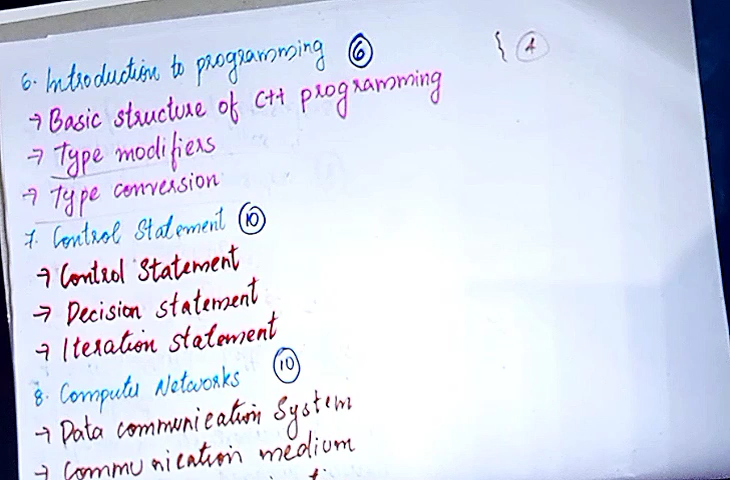 6. Introduction to programming 6 { 4
→ Basic structure of C++ programming
→ Type modifiers
→ Type conversion
7. Control Statement 10
→ Control Statement
→ Decision statement
→ Iteration statement
8. Computer Networks 10
→ Data communication System
→ Communication medium